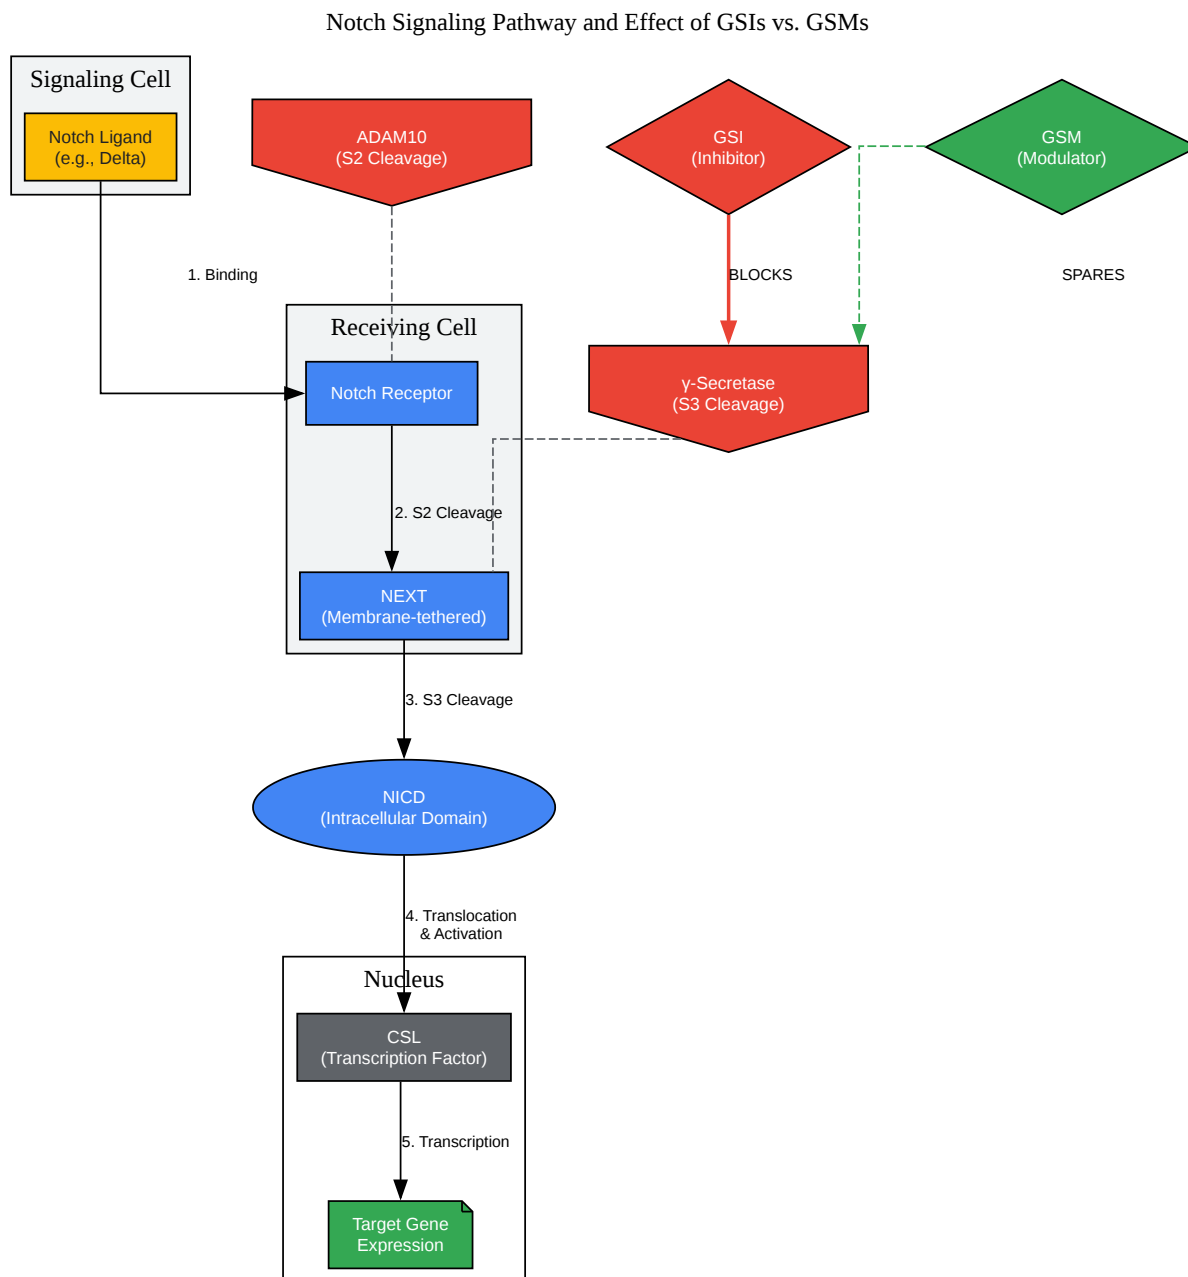 Notch Signaling Pathway and Effect of GSIs vs. GSMs
Signaling Cell
Notch Ligand
(e.g., Delta)
ADAM10
(S2 Cleavage)
GSI
(Inhibitor)
GSM
(Modulator)
1. Binding
BLOCKS
SPARES
Receiving Cell
Notch Receptor
γ-Secretase
(S3 Cleavage)
2. S2 Cleavage
NEXT
(Membrane-tethered)
3. S3 Cleavage
NICD
(Intracellular Domain)
4. Translocation
& Activation
Nucleus
CSL
(Transcription Factor)
5. Transcription
Target Gene
Expression